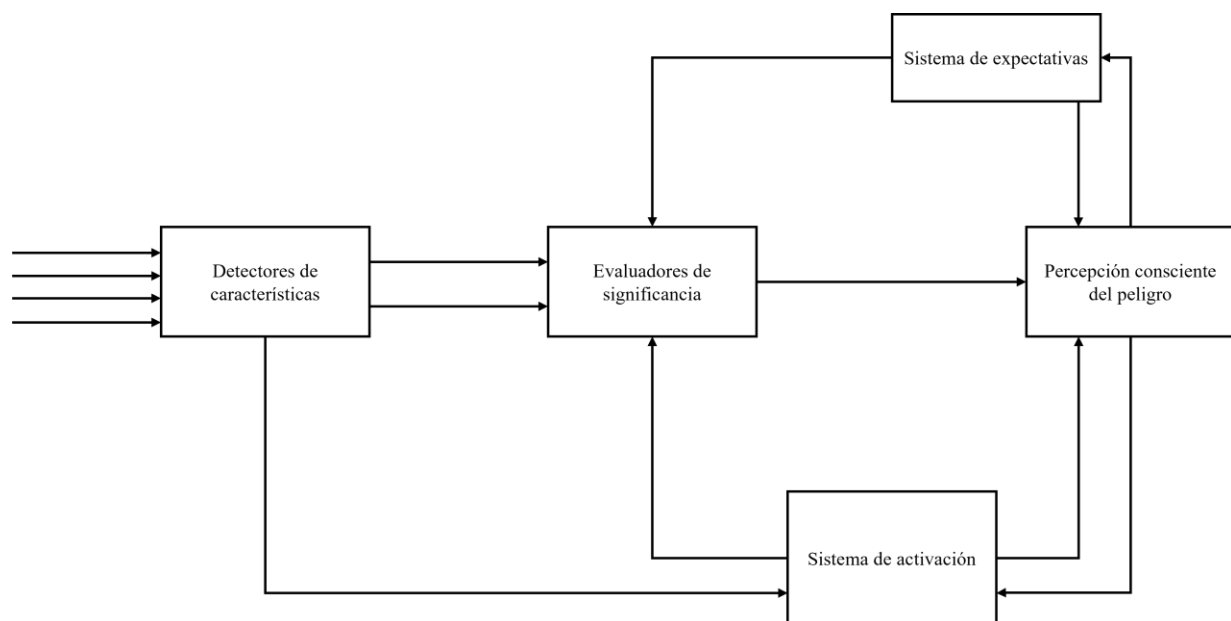 Sistema de expectativas
Detectores de
características
Evaluadores de
significancia
Percepción consciente
del peligro
Sistema de activación